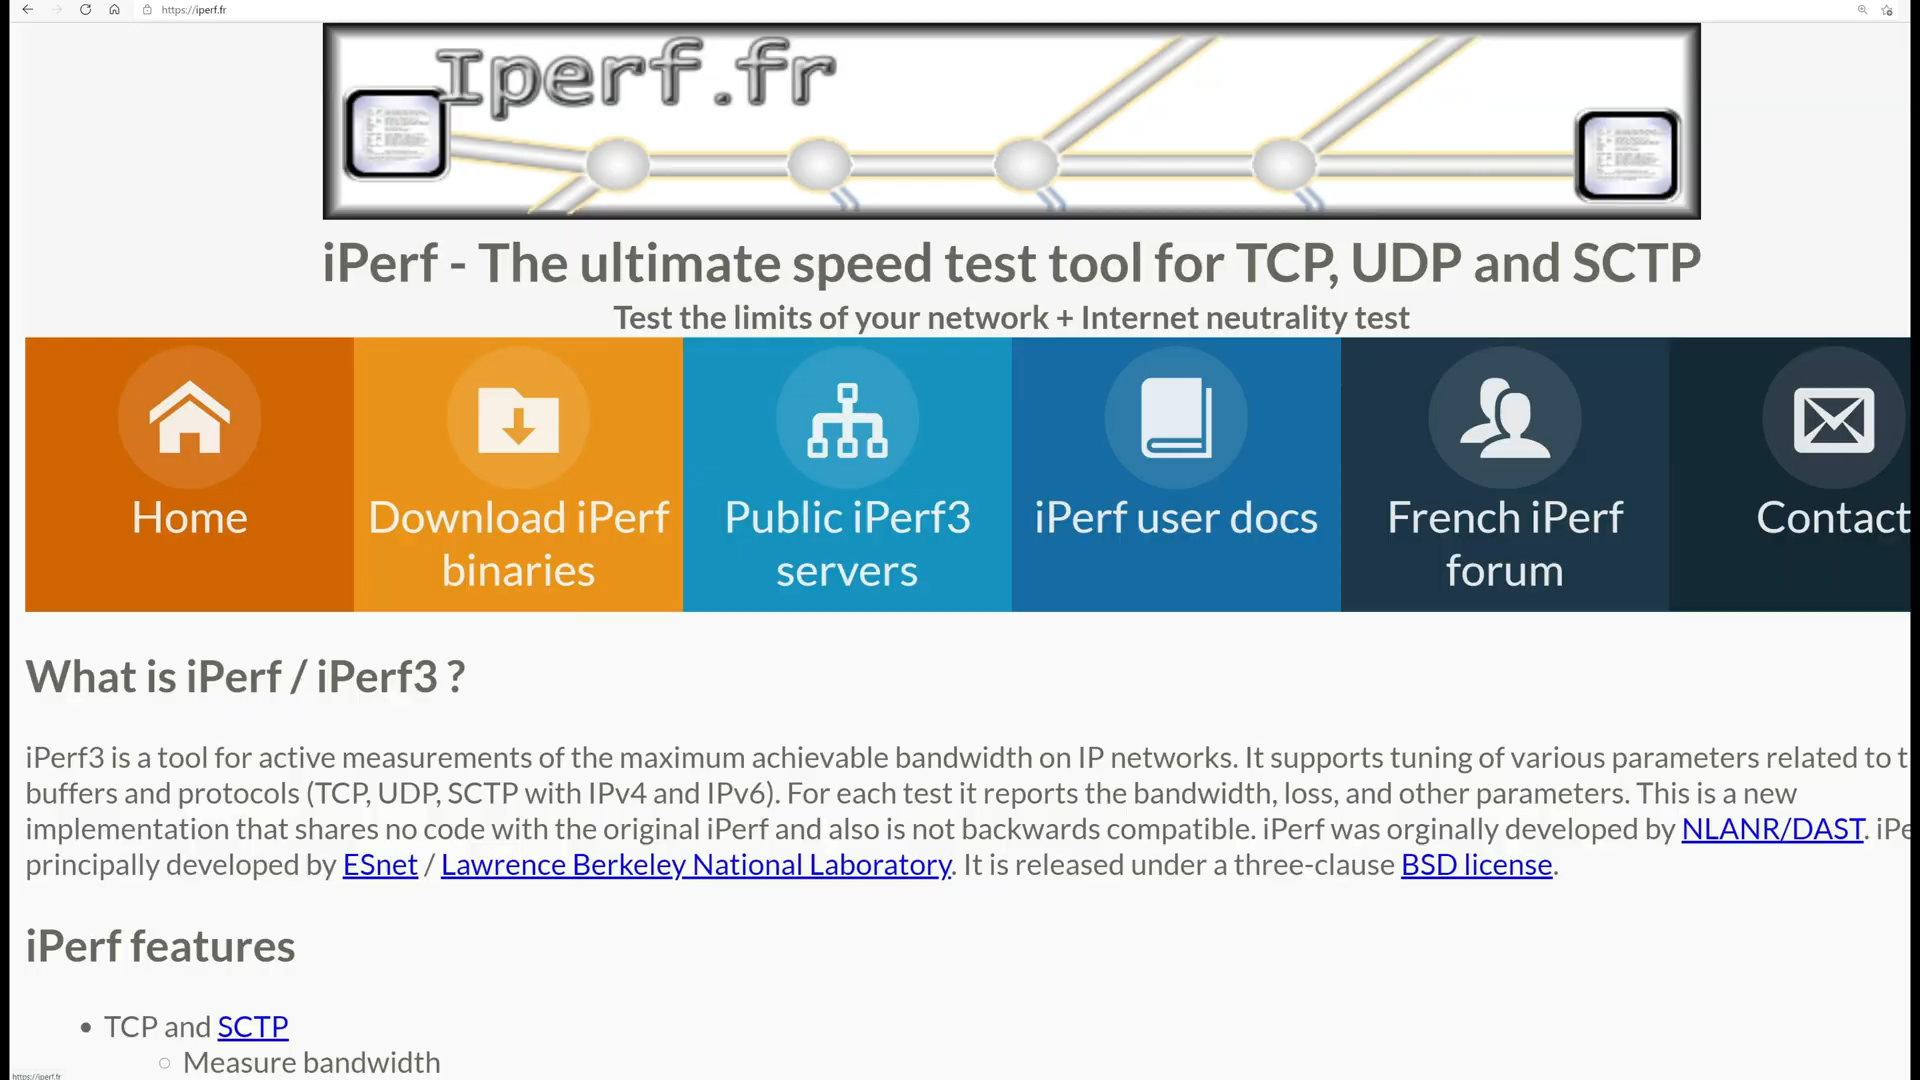 https://iperf.fr
Iperf.fr
iPerf - The ultimate speed test tool for TCP, UDP and SCTP
Test the limits of your network + Internet neutrality test
Home
Download iPerf
binaries
Public iPerf3
servers
iPerf user docs
French iPerf
forum
Contact
What is iPerf / iPerf3 ?
iPerf3 is a tool for active measurements of the maximum achievable bandwidth on IP networks. It supports tuning of various parameters related to t
buffers and protocols (TCP, UDP, SCTP with IPv4 and IPv6). For each test it reports the bandwidth, loss, and other parameters. This is a new
implementation that shares no code with the original iPerf and also is not backwards compatible. iPerf was orginally developed by NLANR/DAST. iPe
principally developed by ESnet / Lawrence Berkeley National Laboratory. It is released under a three-clause BSD license.
iPerf features
• TCP and SCTP
○ Measure bandwidth
https://iperf.fr